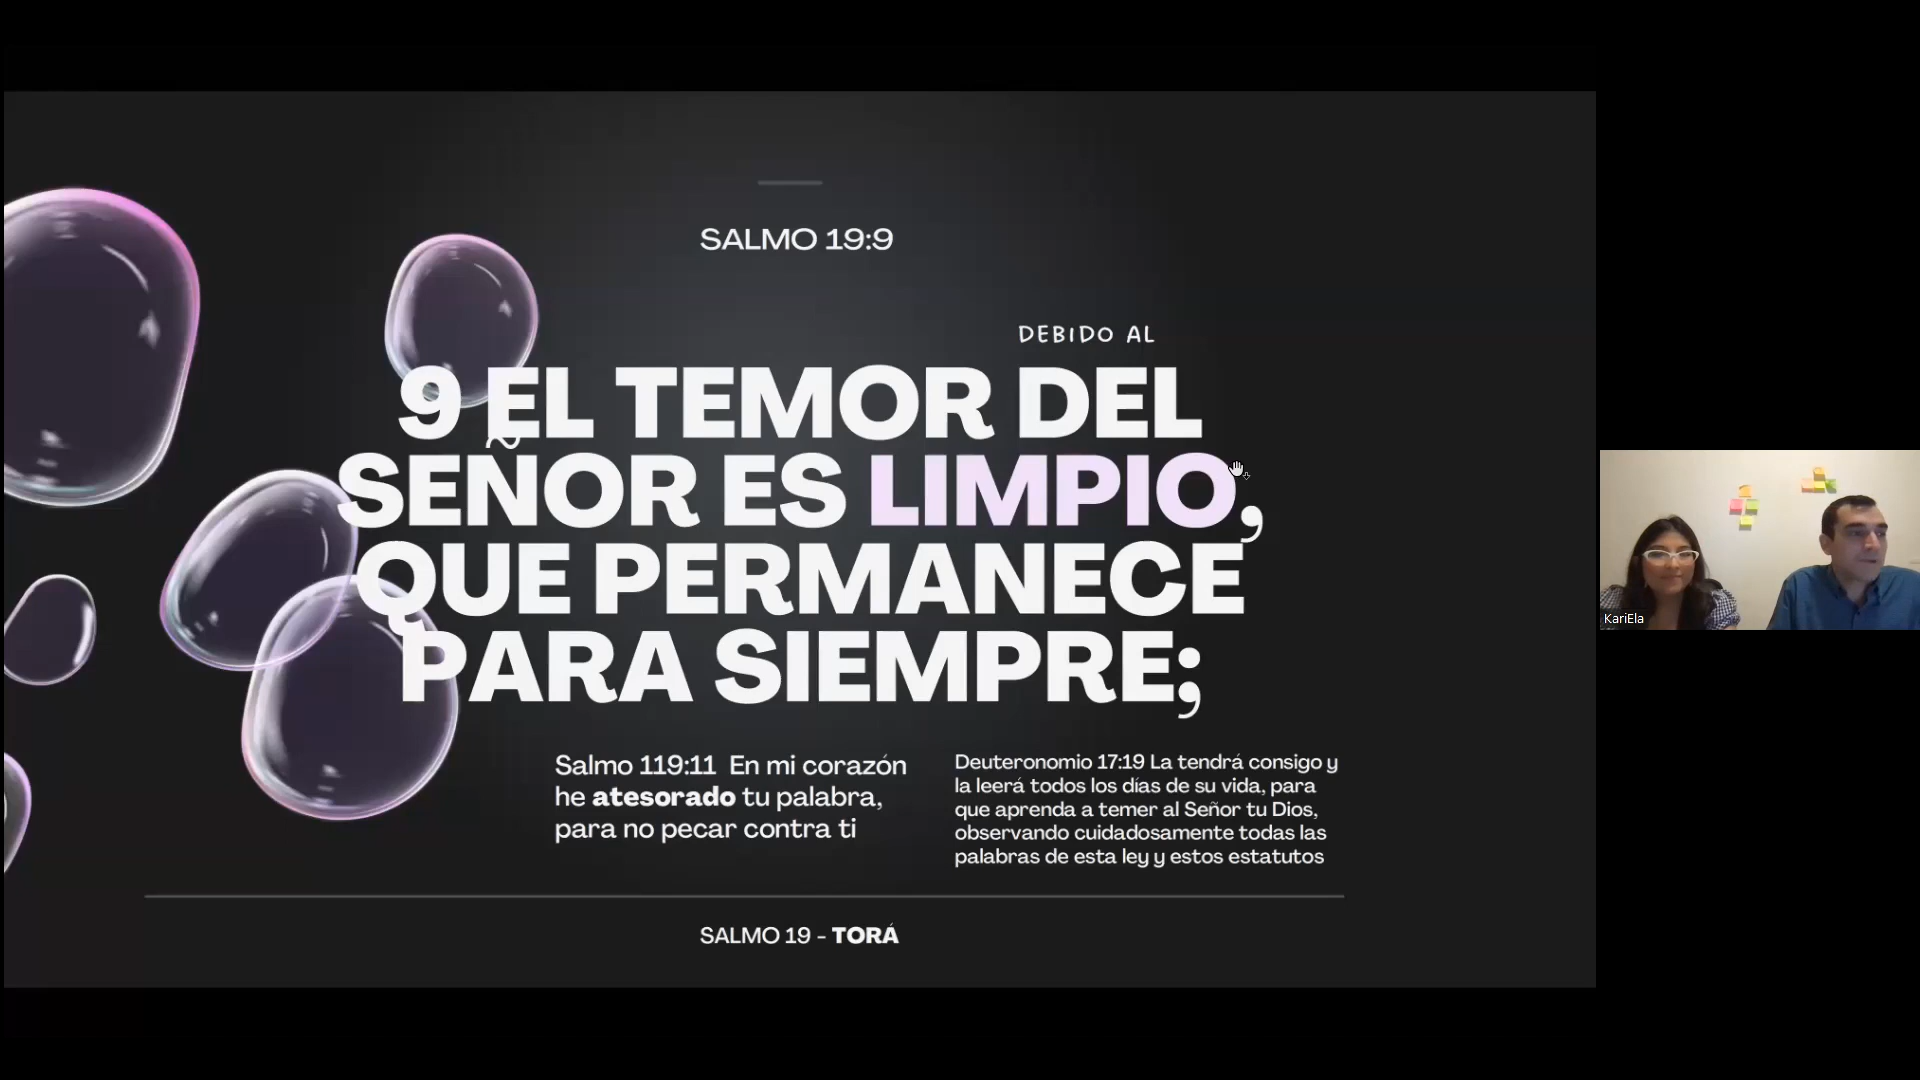 SALMO 19:9
DEBIDO AL
9 EL TEMOR DEL
SEÑOR ES LIMPIO,
QUE PERMANECE
PARA SIEMPRE;
Salmo 119:11 En mi corazón
he atesorado tu palabra,
para no pecar contra ti
Deuteronomio 17:19 La tendrá consigo y
la leerá todos los días de su vida, para
que aprenda a temer al Señor tu Dios,
observando cuidadosamente todas las
palabras de esta ley y estos estatutos
SALMO 19 - TORÁ
KariEla